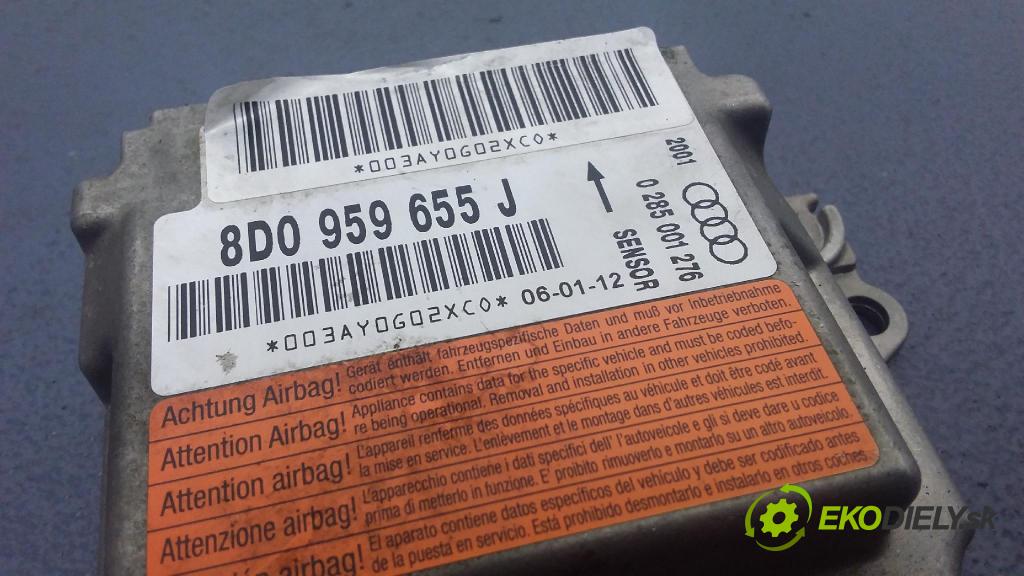 *003AY0G02XC0*
8D0 959 655 J
*003AY0G02XC0* 06-01-12
SENSOR
0 285 001 276
2001
Achtung Airbag! Gerät enthält fahrzeugspezifische Daten und muß vor Inbetriebnahme
codiert werden. Entfernen und Einbau in andere Fahrzeuge verboten.
Attention Airbag! Appliance contains data for the specific vehicle and must be coded befo-
re being operational. Removal and installation in other vehicles prohibited.
Attention airbag! L'appareil renferme des données spécifiques au véhicule et doit être codé avant
la mise en service. L'enlèvement et le montage dans d'autres véhicules est interdit.
Attenzione airbag! L'apparecchio contiene i dati specifici dell' l'autoveicolo e gli si deve dare u codice
prima di metterlo in funzione. E' proibito rimuoverlo e montarlo su un altro autoveicolo.
airbag! El aparato contiene datos específicos del vehículo y debe ser codificado antes
de la puesta en servicio. Está prohibido desmontarlo e instalarlo en otros coches.
EKODIELY.sk